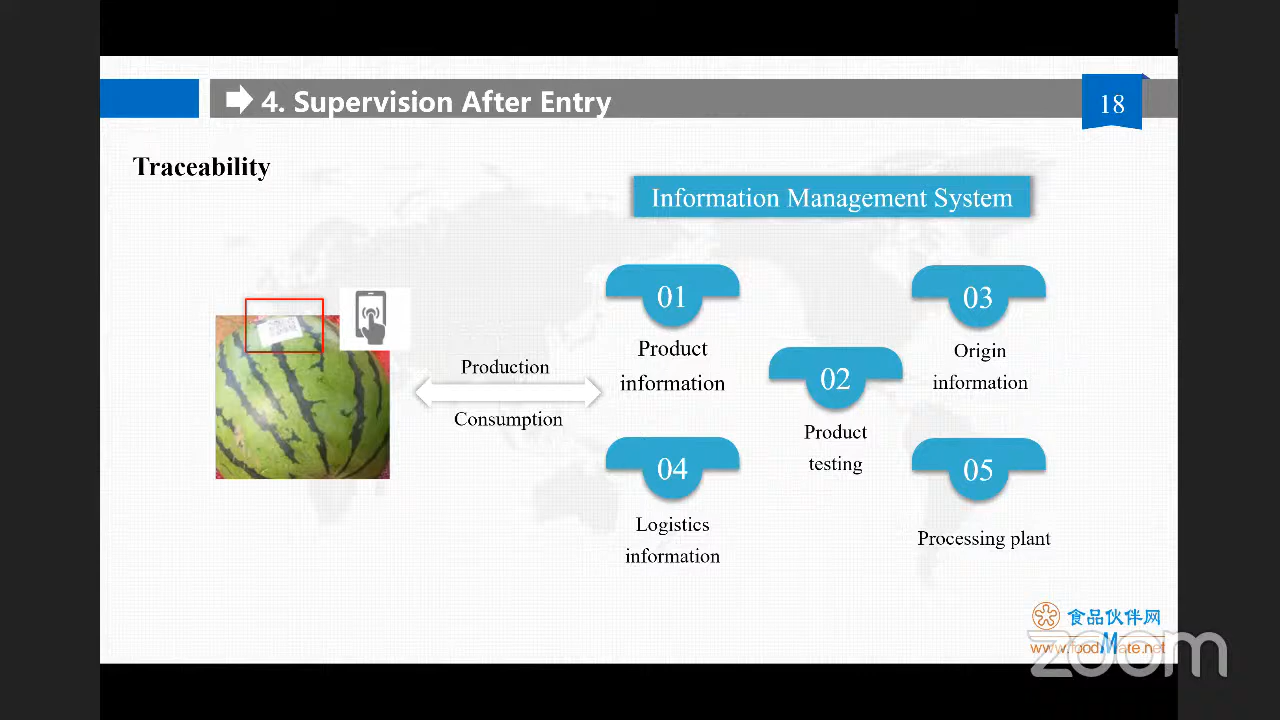 4. Supervision After Entry
18
Traceability
Information Management System
01
Product
information
02
Product
testing
03
Origin
information
Production
Consumption
04
Logistics
information
05
Processing plant
食品伙伴网
www.foodMate.net
zoom